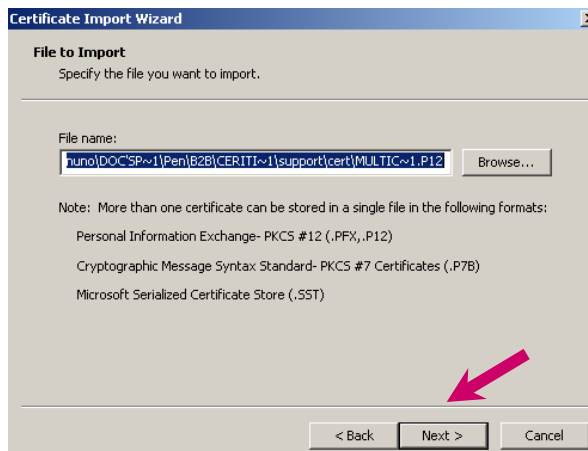 Certificate Import Wizard
File to Import
Specify the file you want to import.
File name:
nuno\DOC'SP~1\Pen\B2B\CERITI~1\support\cert\MULTIC~1.P12
Browse...
Note: More than one certificate can be stored in a single file in the following formats:
Personal Information Exchange- PKCS #12 (.PFX,.P12)
Cryptographic Message Syntax Standard- PKCS #7 Certificates (.P7B)
Microsoft Serialized Certificate Store (.SST)
< Back
Next >
Cancel